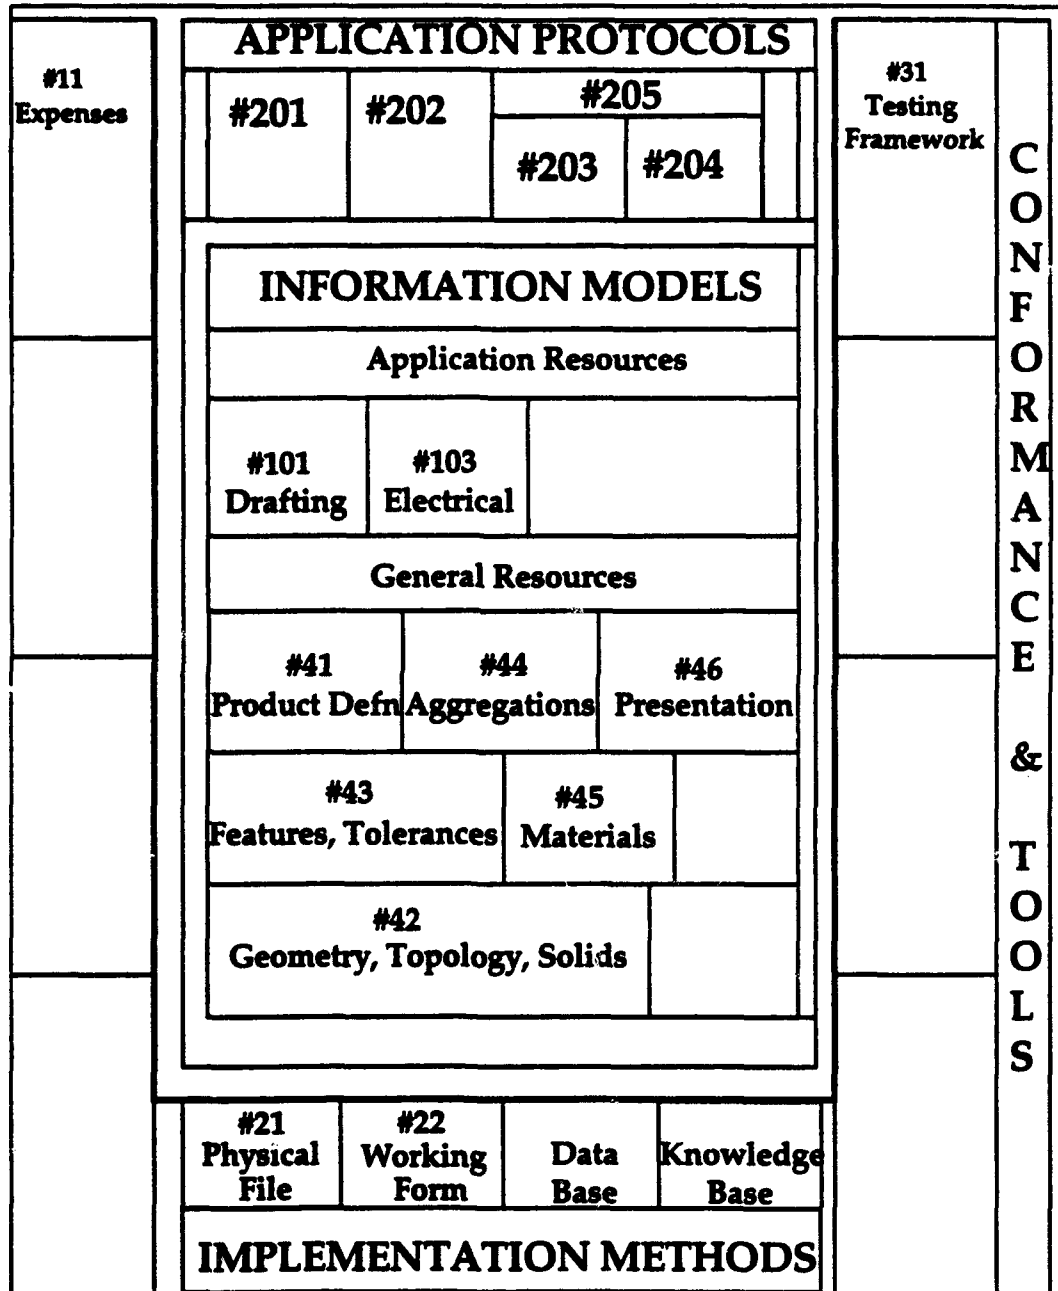 APPLICATION PROTOCOLS
#11
Expenses
#201
#202
#205
#203
#204
#31
Testing
Framework
INFORMATION MODELS
Application Resources
#101
Drafting
#103
Electrical
General Resources
#41
Product Defn
#44
Aggregations
#46
Presentation
#43
Features, Tolerances
#45
Materials
#42
Geometry, Topology, Solids
#21
Physical
File
#22
Working
Form
Data
Base
Knowledge
Base
IMPLEMENTATION METHODS
CONFORMANCE & TOOLS